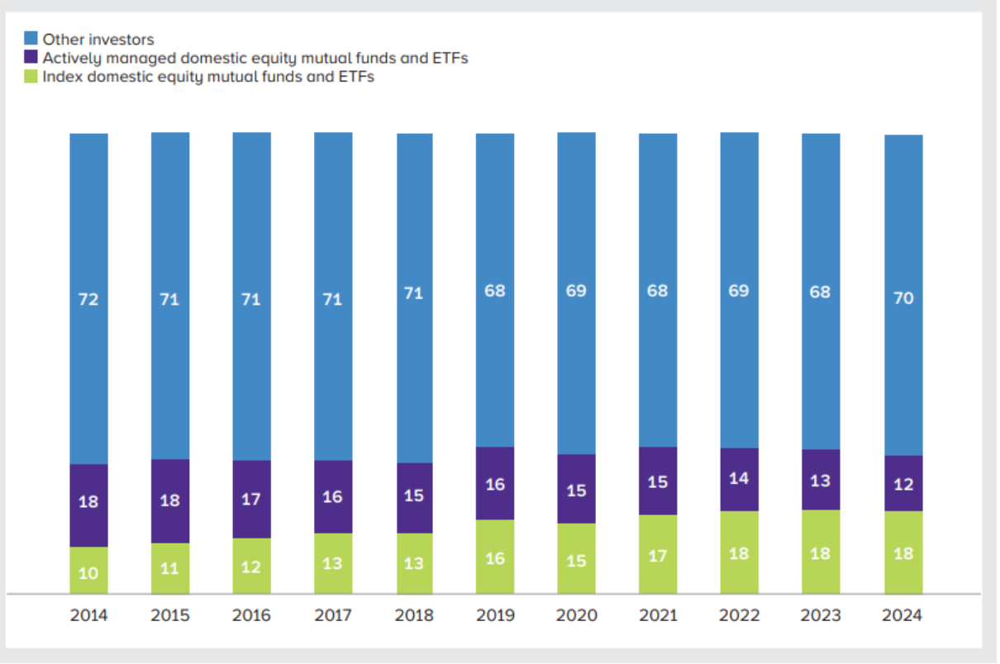 Other investors
Actively managed domestic equity mutual funds and ETFs
Index domestic equity mutual funds and ETFs
72 71 71 71 71 68 69 68 69 68 70
18 18 17 16 15 16 15 15 14 13 12
10 11 12 13 13 16 15 17 18 18 18
2014 2015 2016 2017 2018 2019 2020 2021 2022 2023 2024